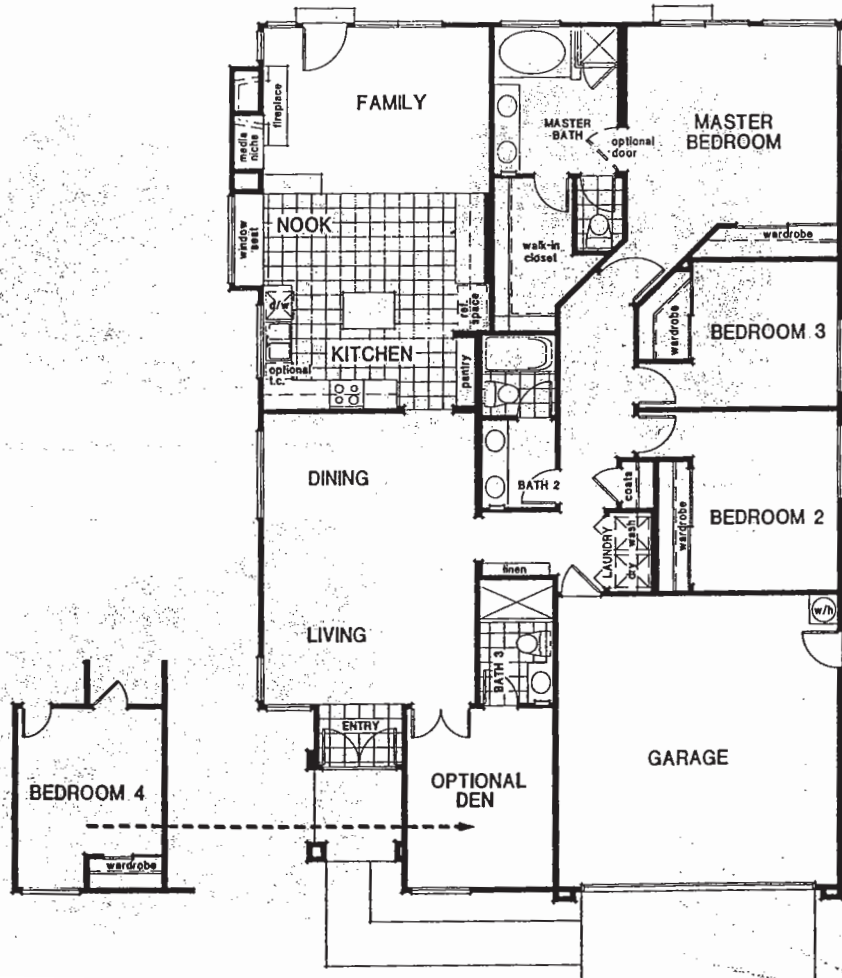 FAMILY
fireplace
media
niche
MASTER
BATH
optional
door
MASTER
BEDROOM
NOOK
window
seat
walk-in
closet
wardrobe
d/w
ref.
space
wardrobe
BEDROOM 3
KITCHEN
optional
t.c.
pantry
DINING
BATH 2
coats
wardrobe
BEDROOM 2
LAUNDRY
wash
dry
linen
w/h
LIVING
BATH 3
ENTRY
GARAGE
OPTIONAL
DEN
BEDROOM 4
wardrobe